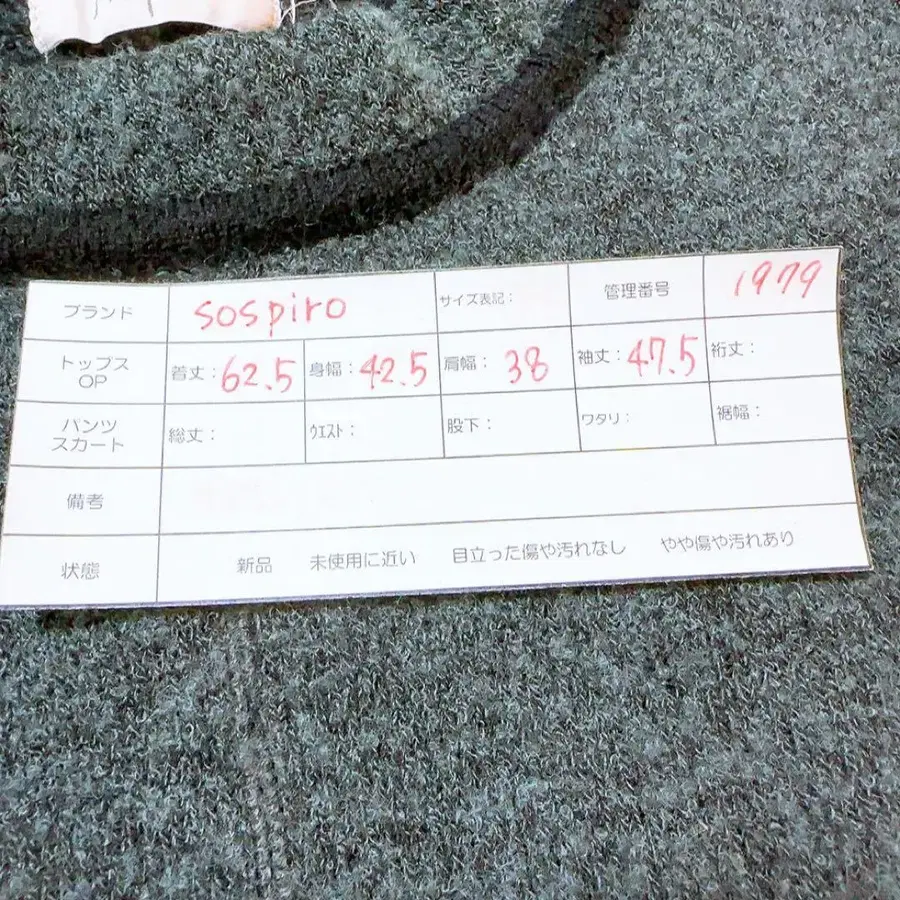 ブランド sospiro サイズ表記: 管理番号 1979
トップス OP 着丈:62.5 身幅:42.5 肩幅:38 袖丈:47.5 裄丈:
パンツ スカート 総丈: ウエスト: 股下: ワタリ: 裾幅:
備考
状態 新品 未使用に近い 目立った傷や汚れなし やや傷や汚れあり